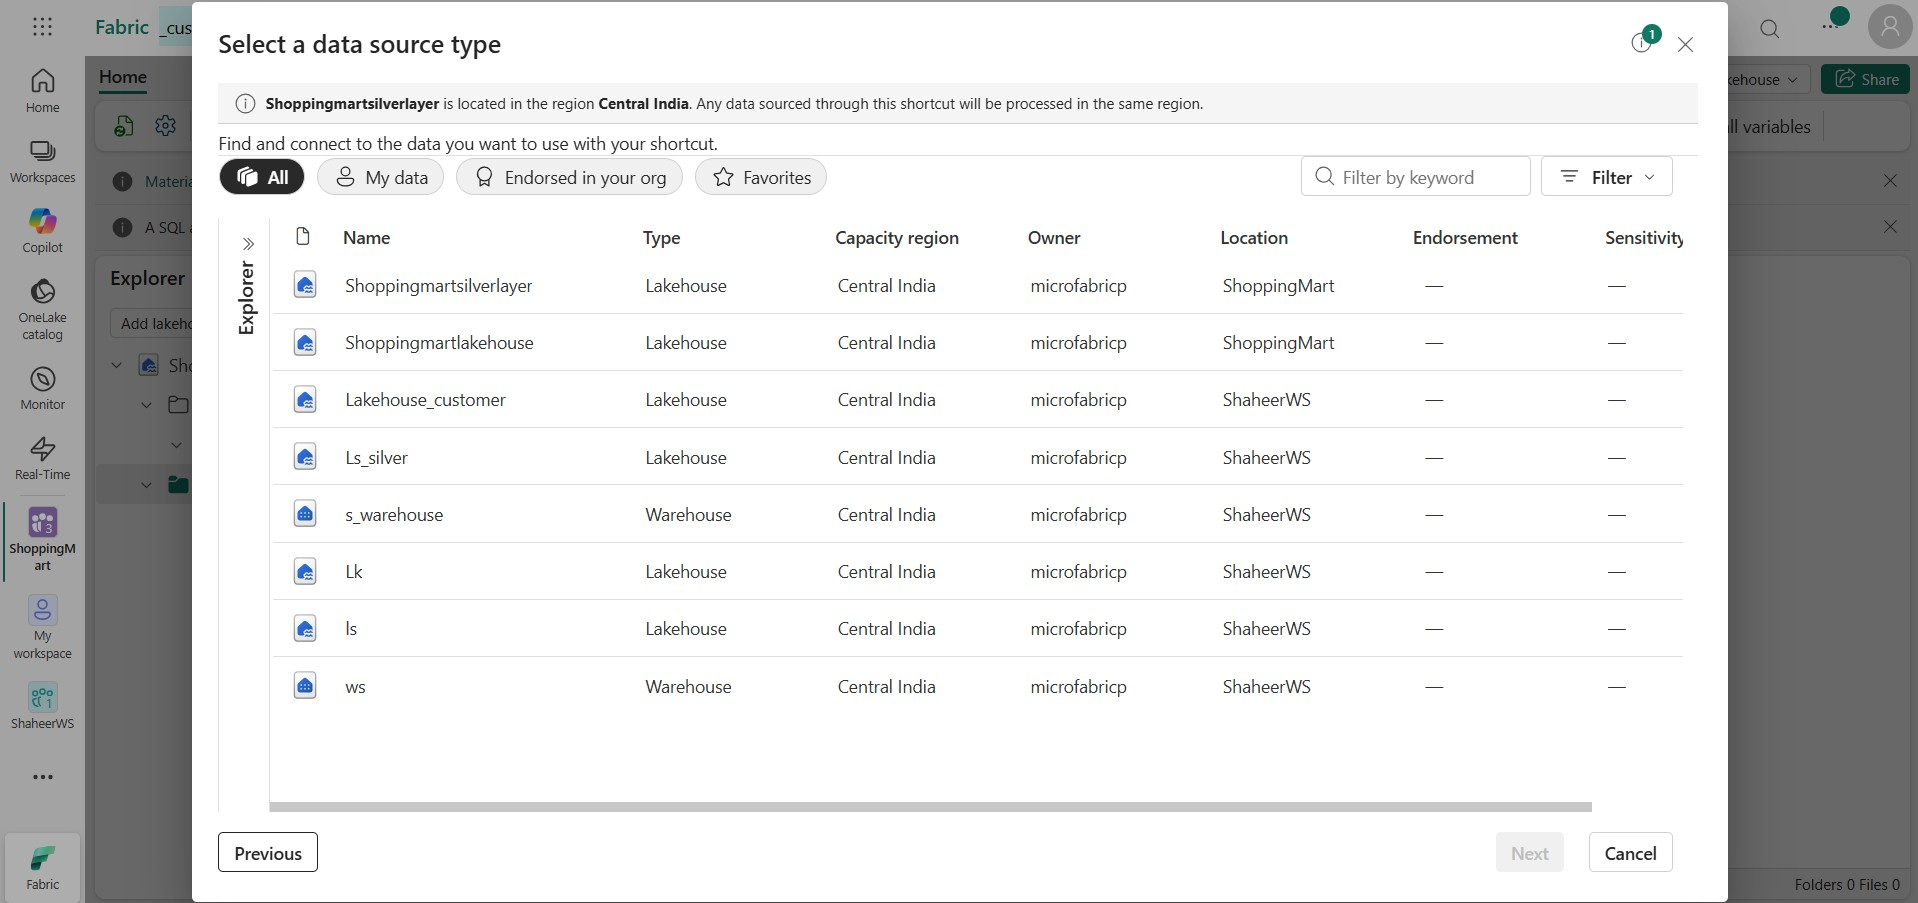 Fabric _cus
Home
Workspaces
Copilot
OneLake
catalog
Monitor
Real-Time
3
ShoppingM
art
My
workspace
1
ShaheerWS
Fabric
Home
Materia
A SQL a
Explorer
Add lakeho
Sho
Select a data source type
1
Shoppingmartsilverlayer is located in the region Central India. Any data sourced through this shortcut will be processed in the same region.
Find and connect to the data you want to use with your shortcut.
All My data Endorsed in your org Favorites Filter by keyword Filter
Explorer
Name Type Capacity region Owner Location Endorsement Sensitivity
Shoppingmartsilverlayer Lakehouse Central India microfabricp ShoppingMart — —
Shoppingmartlakehouse Lakehouse Central India microfabricp ShoppingMart — —
Lakehouse_customer Lakehouse Central India microfabricp ShaheerWS — —
Ls_silver Lakehouse Central India microfabricp ShaheerWS — —
s_warehouse Warehouse Central India microfabricp ShaheerWS — —
Lk Lakehouse Central India microfabricp ShaheerWS — —
ls Lakehouse Central India microfabricp ShaheerWS — —
ws Warehouse Central India microfabricp ShaheerWS — —
Previous Next Cancel
kehouse Share
ll variables
Folders 0 Files 0